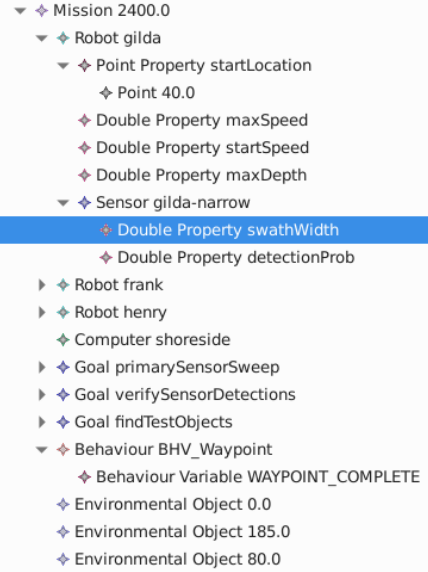 Mission 2400.0
Robot gilda
Point Property startLocation
Point 40.0
Double Property maxSpeed
Double Property startSpeed
Double Property maxDepth
Sensor gilda-narrow
Double Property swathWidth
Double Property detectionProb
Robot frank
Robot henry
Computer shoreside
Goal primarySensorSweep
Goal verifySensorDetections
Goal findTestObjects
Behaviour BHV_Waypoint
Behaviour Variable WAYPOINT_COMPLETE
Environmental Object 0.0
Environmental Object 185.0
Environmental Object 80.0